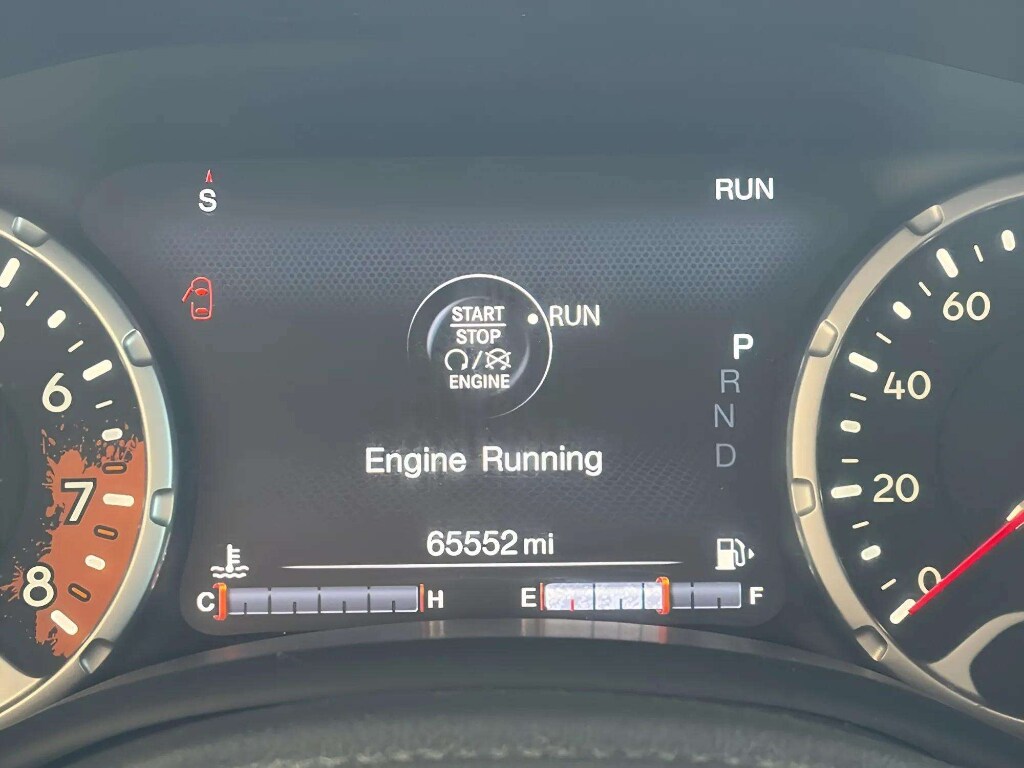 S
RUN
START
STOP
RUN
ENGINE
P
R
N
D
Engine Running
65552 mi
C H E F
6
7
8
60
40
20
0